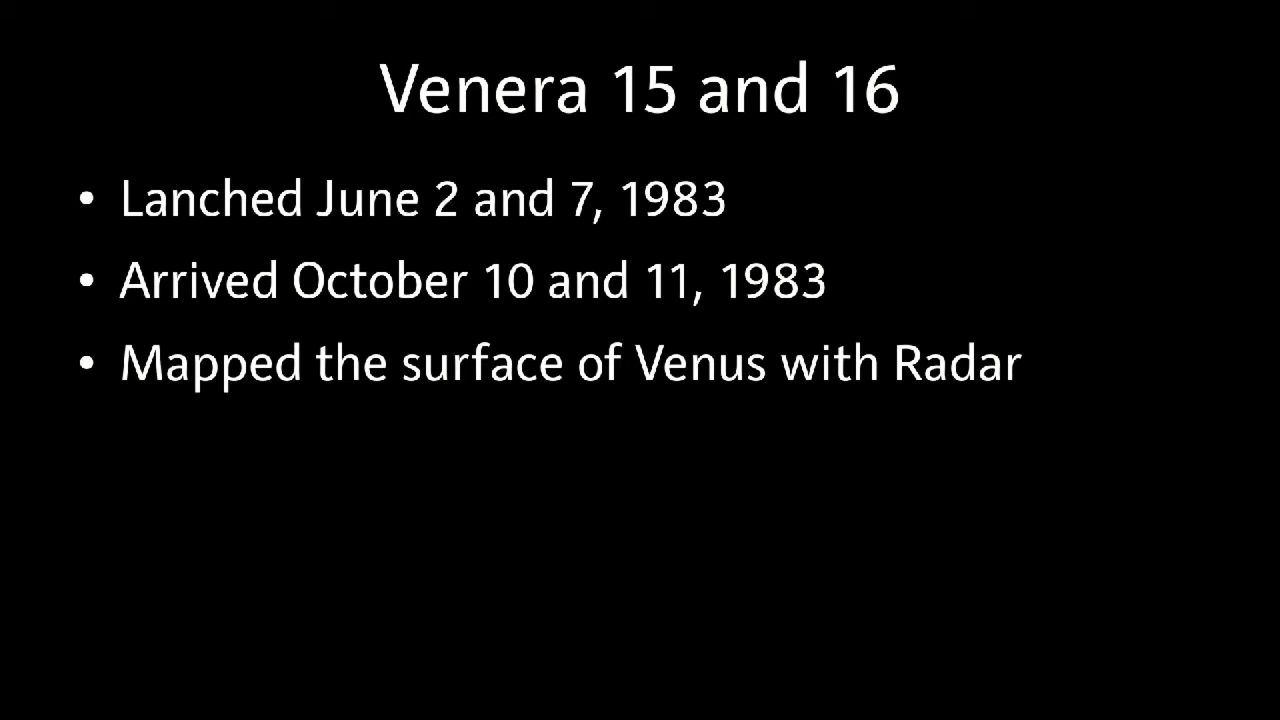 Venera 15 and 16
• Lanched June 2 and 7, 1983
• Arrived October 10 and 11, 1983
• Mapped the surface of Venus with Radar